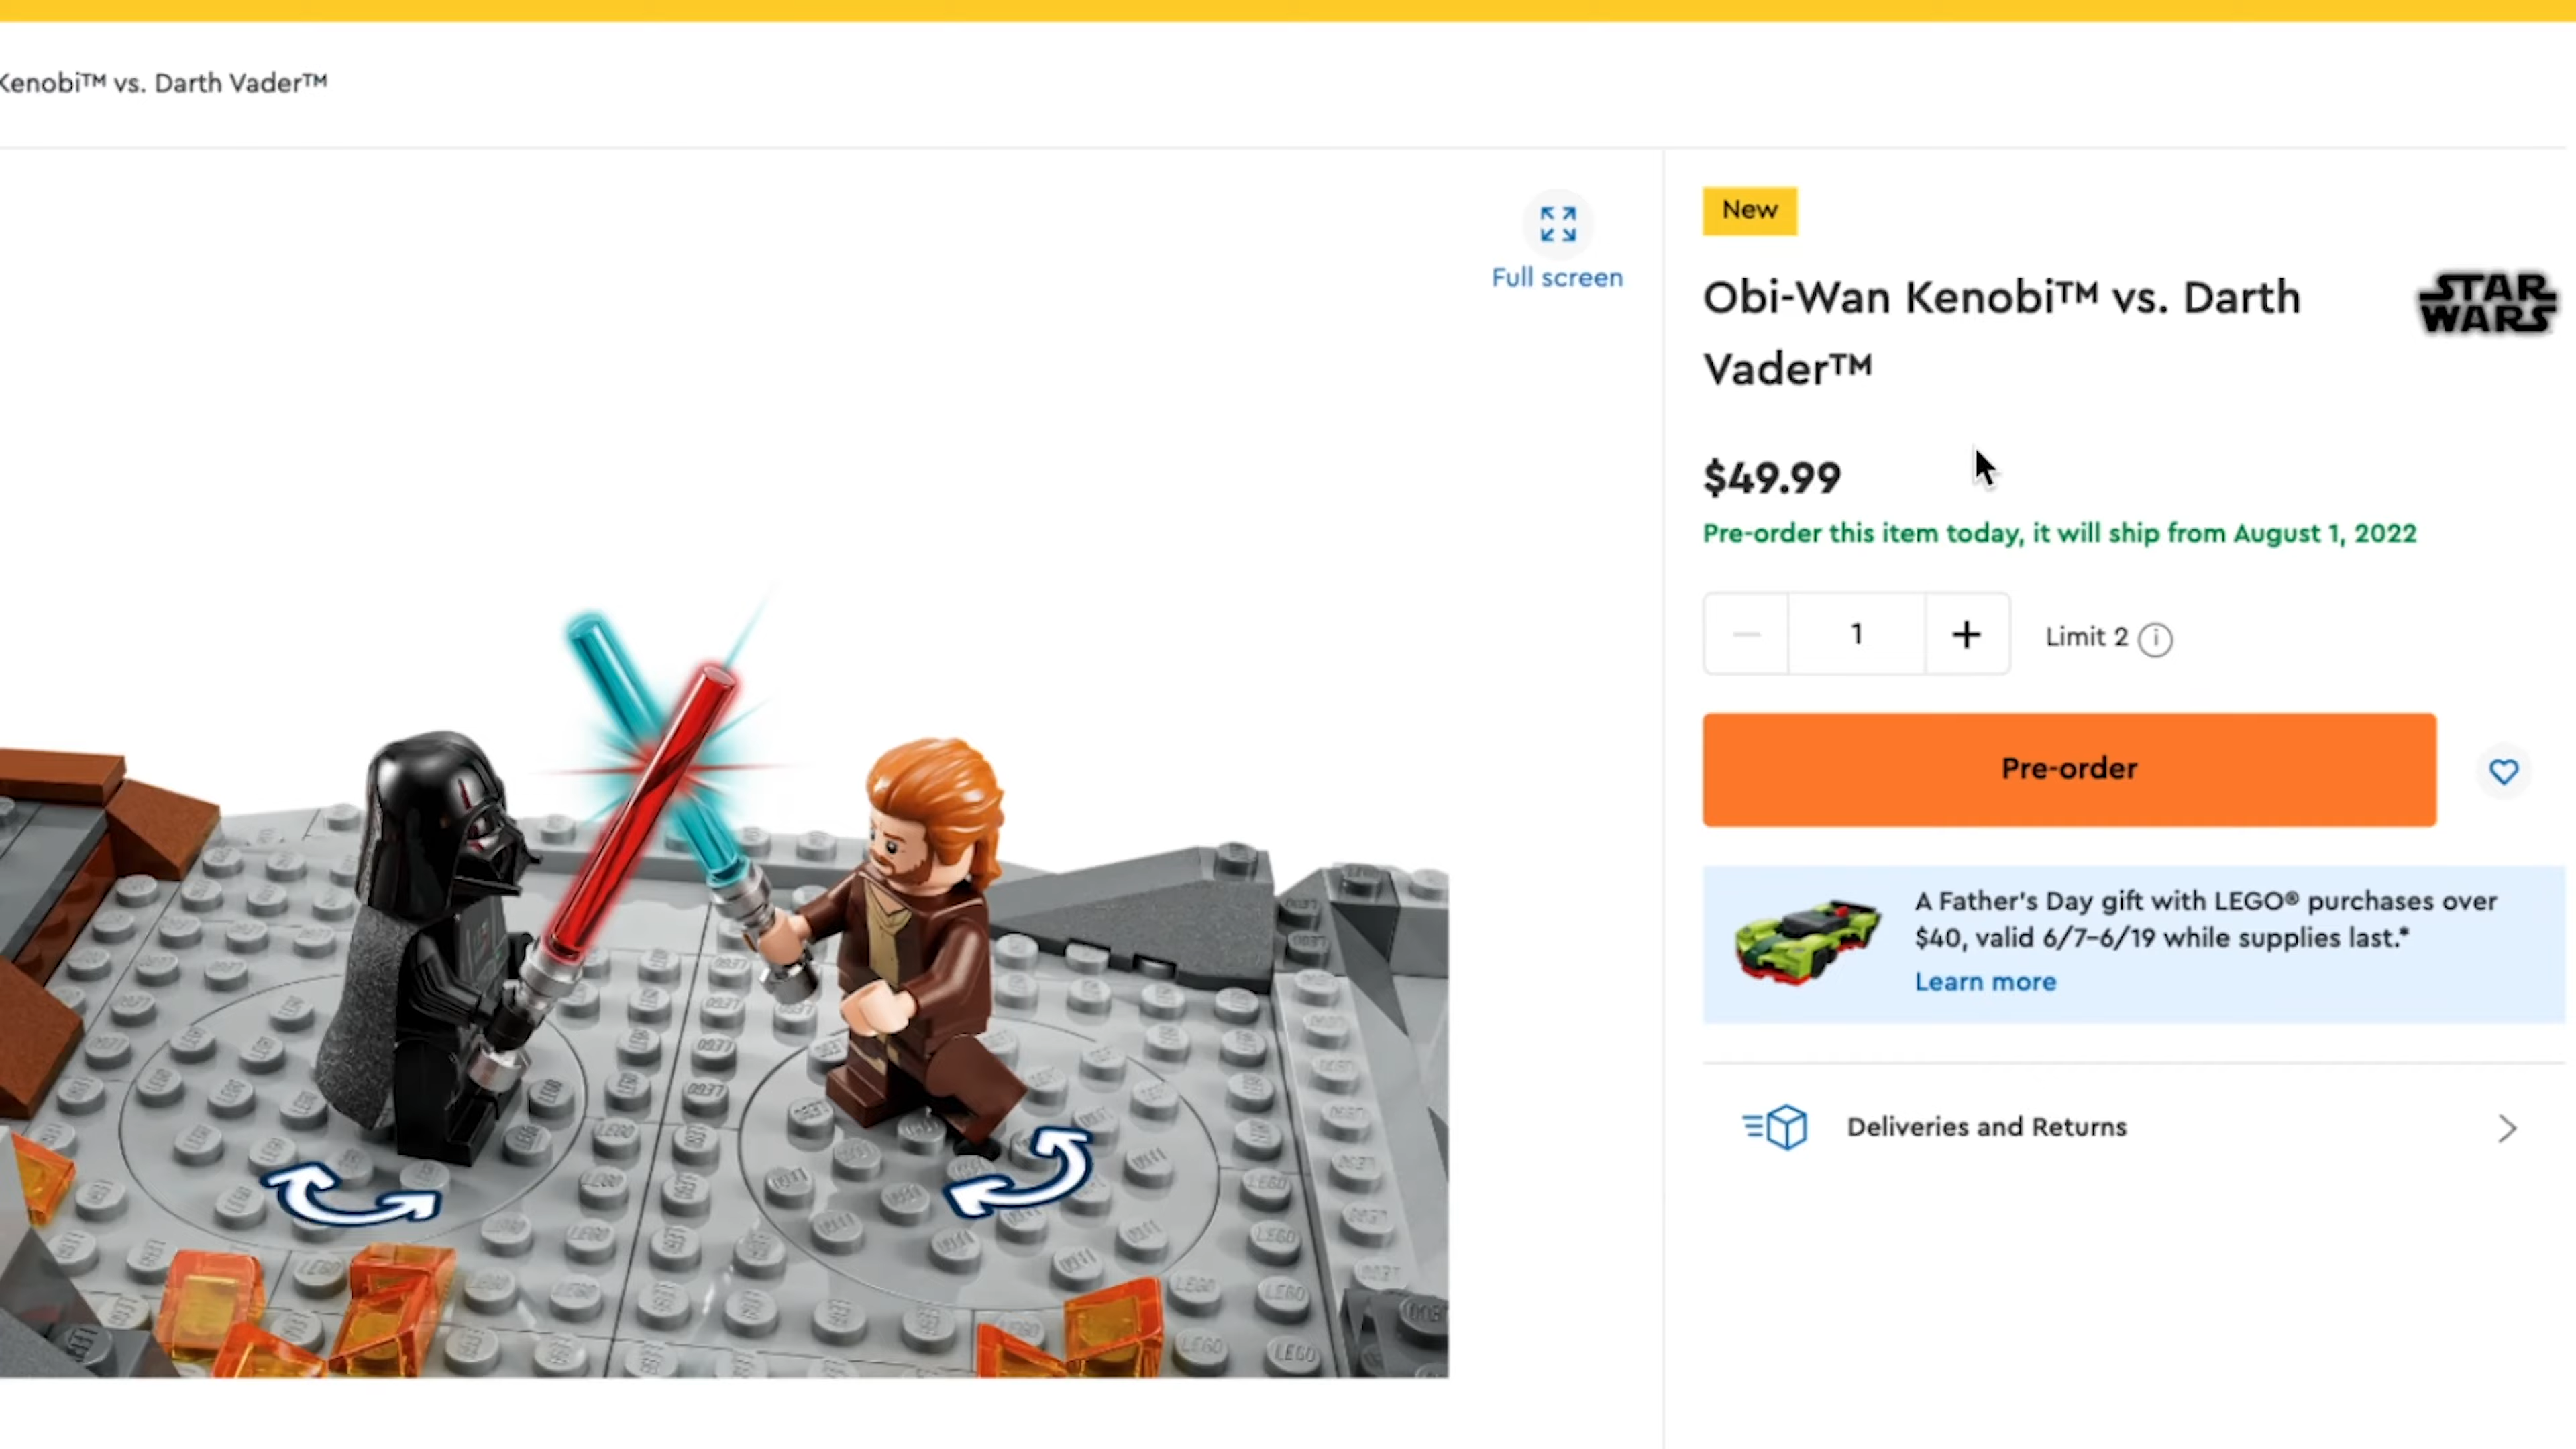 Kenobi™ vs. Darth Vader™
Full screen
New
Obi-Wan Kenobi™ vs. Darth
Vader™
STAR
WARS
$49.99
Pre-order this item today, it will ship from August 1, 2022
1
Limit 2
Pre-order
A Father's Day gift with LEGO® purchases over
$40, valid 6/7-6/19 while supplies last.*
Learn more
Deliveries and Returns